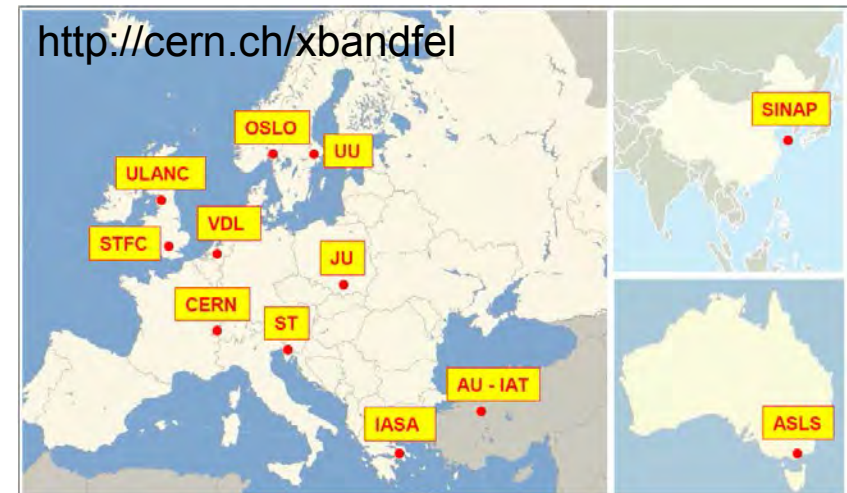 http://cern.ch/xbandfel
SINAP
OSLO
UU
ULANC
VDL
STFC
JU
CERN
ST
AU - IAT
IASA
ASLS